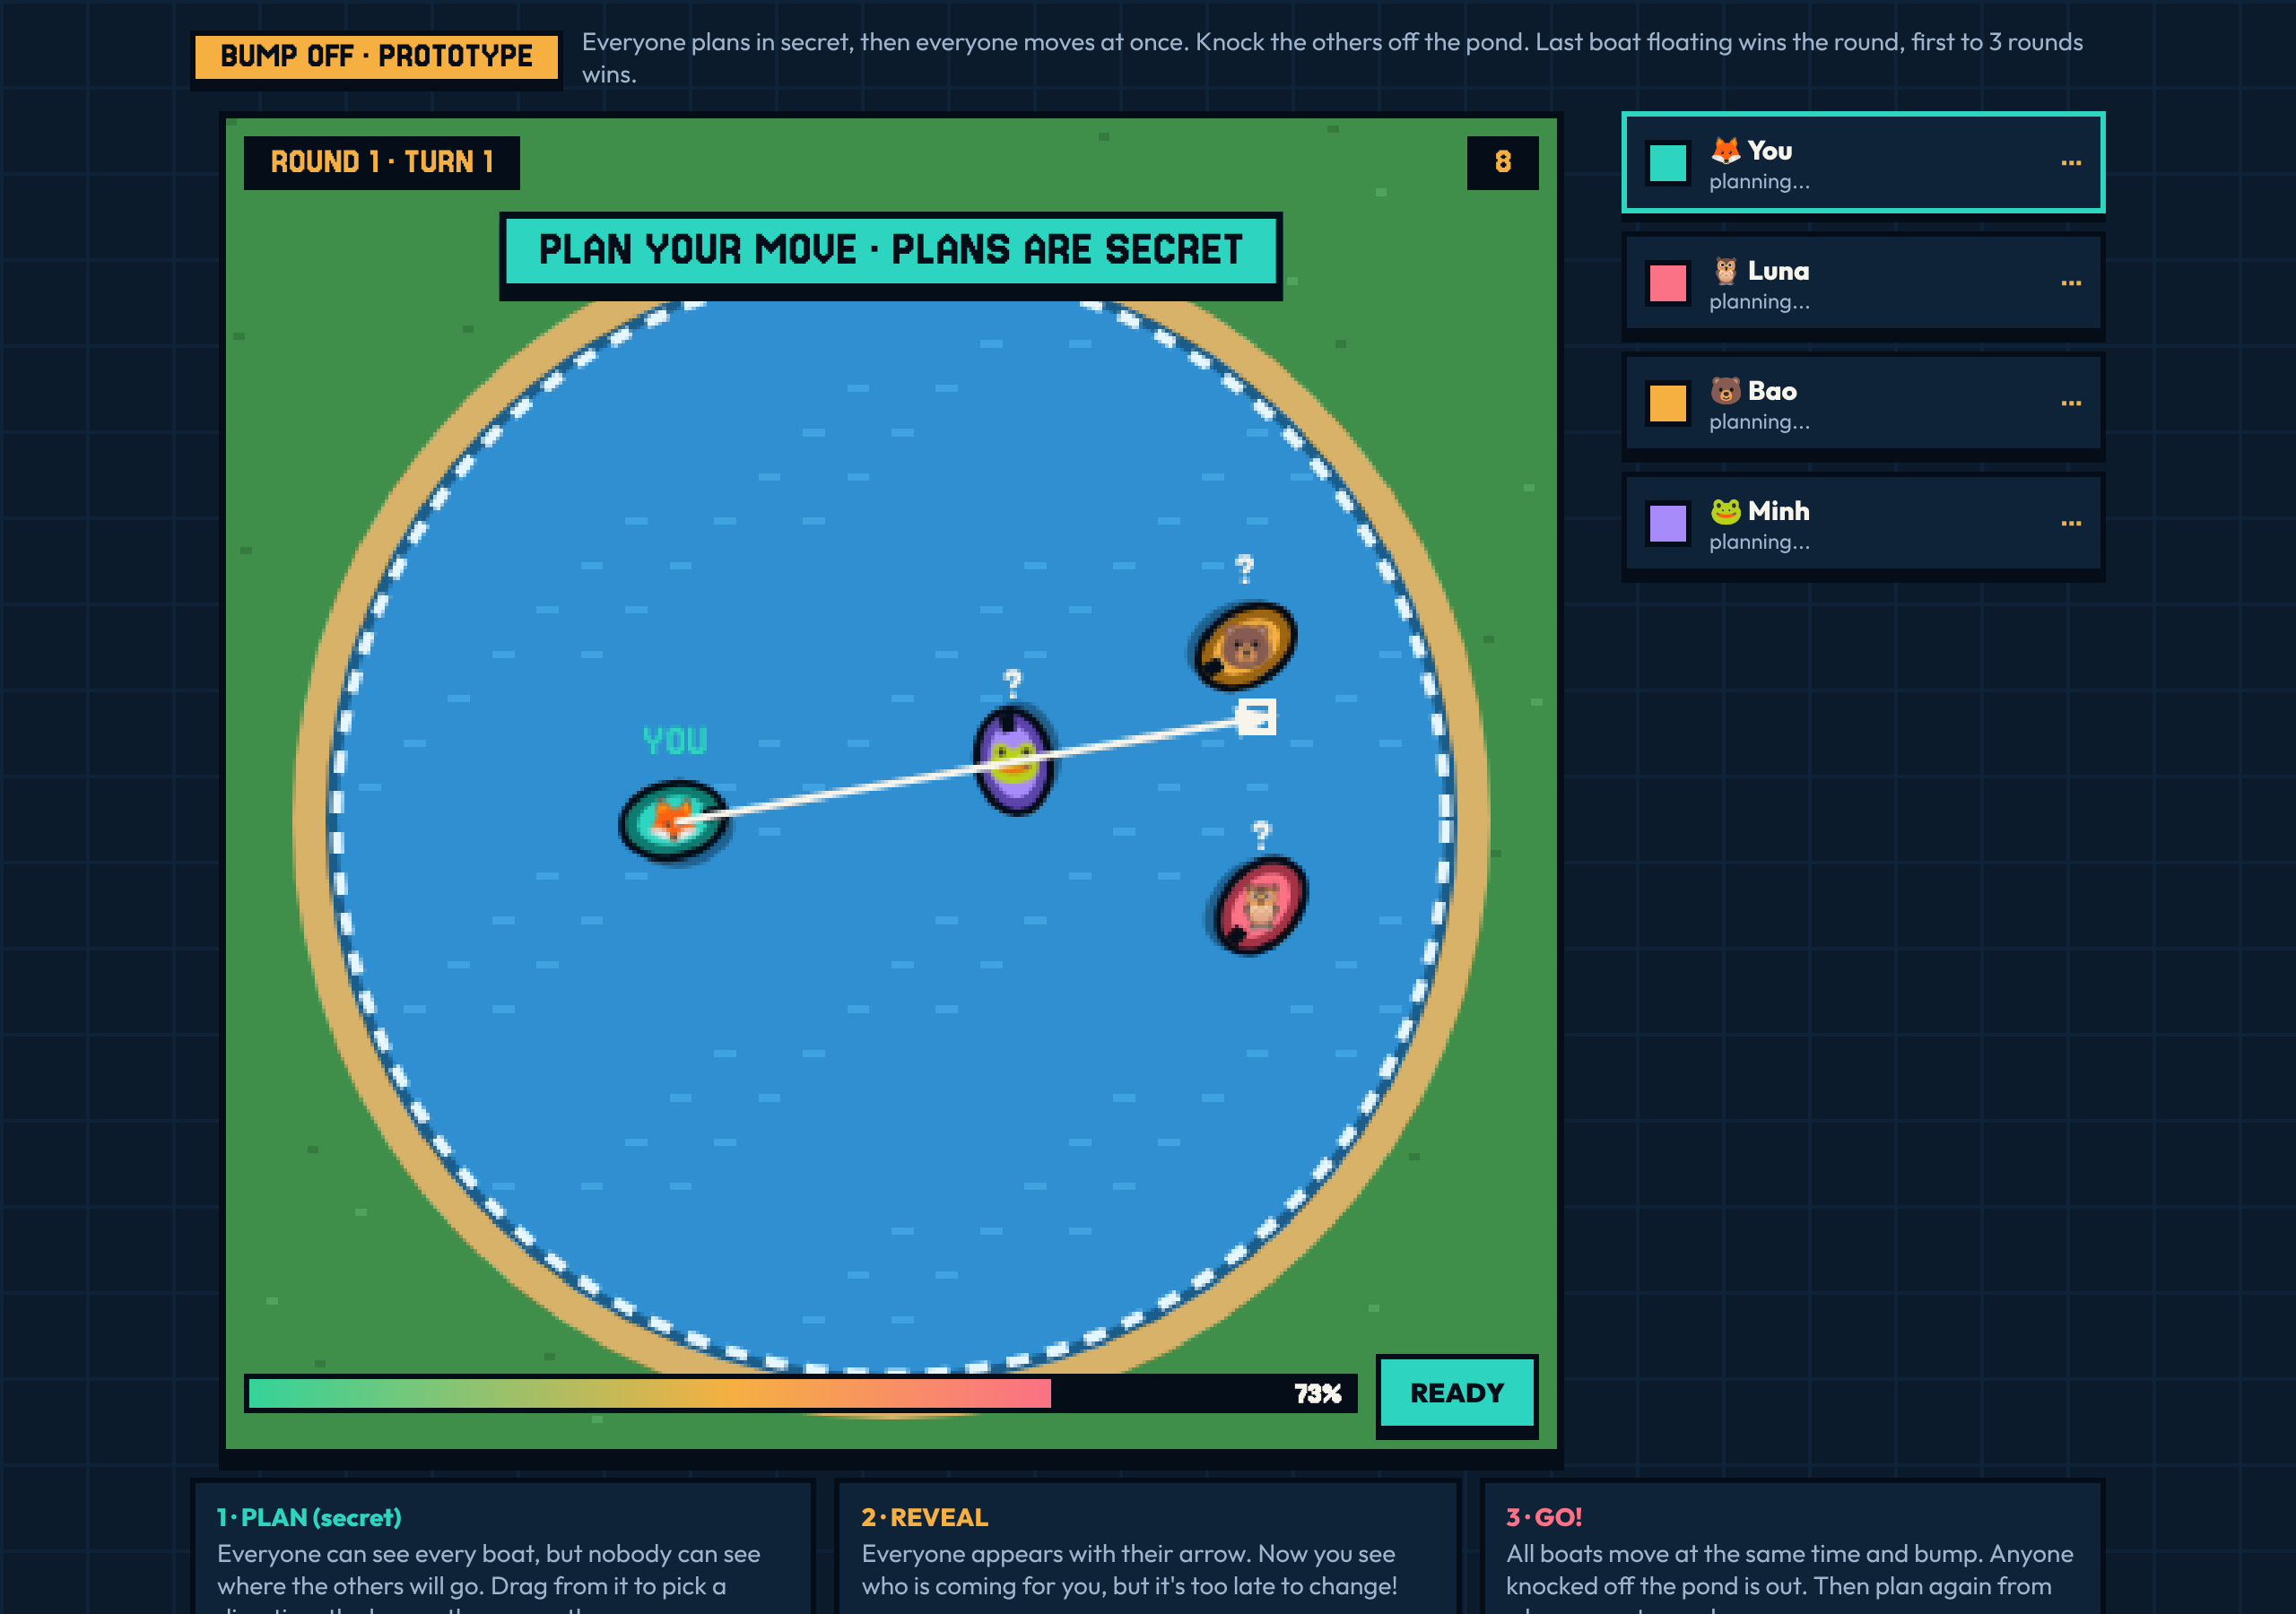 BUMP OFF · PROTOTYPE
Everyone plans in secret, then everyone moves at once. Knock the others off the pond. Last boat floating wins the round, first to 3 rounds
wins.
ROUND 1 · TURN 1
8
PLAN YOUR MOVE · PLANS ARE SECRET
You
planning...
...
Luna
planning...
...
Bao
planning...
...
Minh
planning...
...
?
?
YOU
?
73%
READY
1 · PLAN (secret)
Everyone can see every boat, but nobody can see
where the others will go. Drag from it to pick a
2 · REVEAL
Everyone appears with their arrow. Now you see
who is coming for you, but it's too late to change!
3 · GO!
All boats move at the same time and bump. Anyone
knocked off the pond is out. Then plan again from